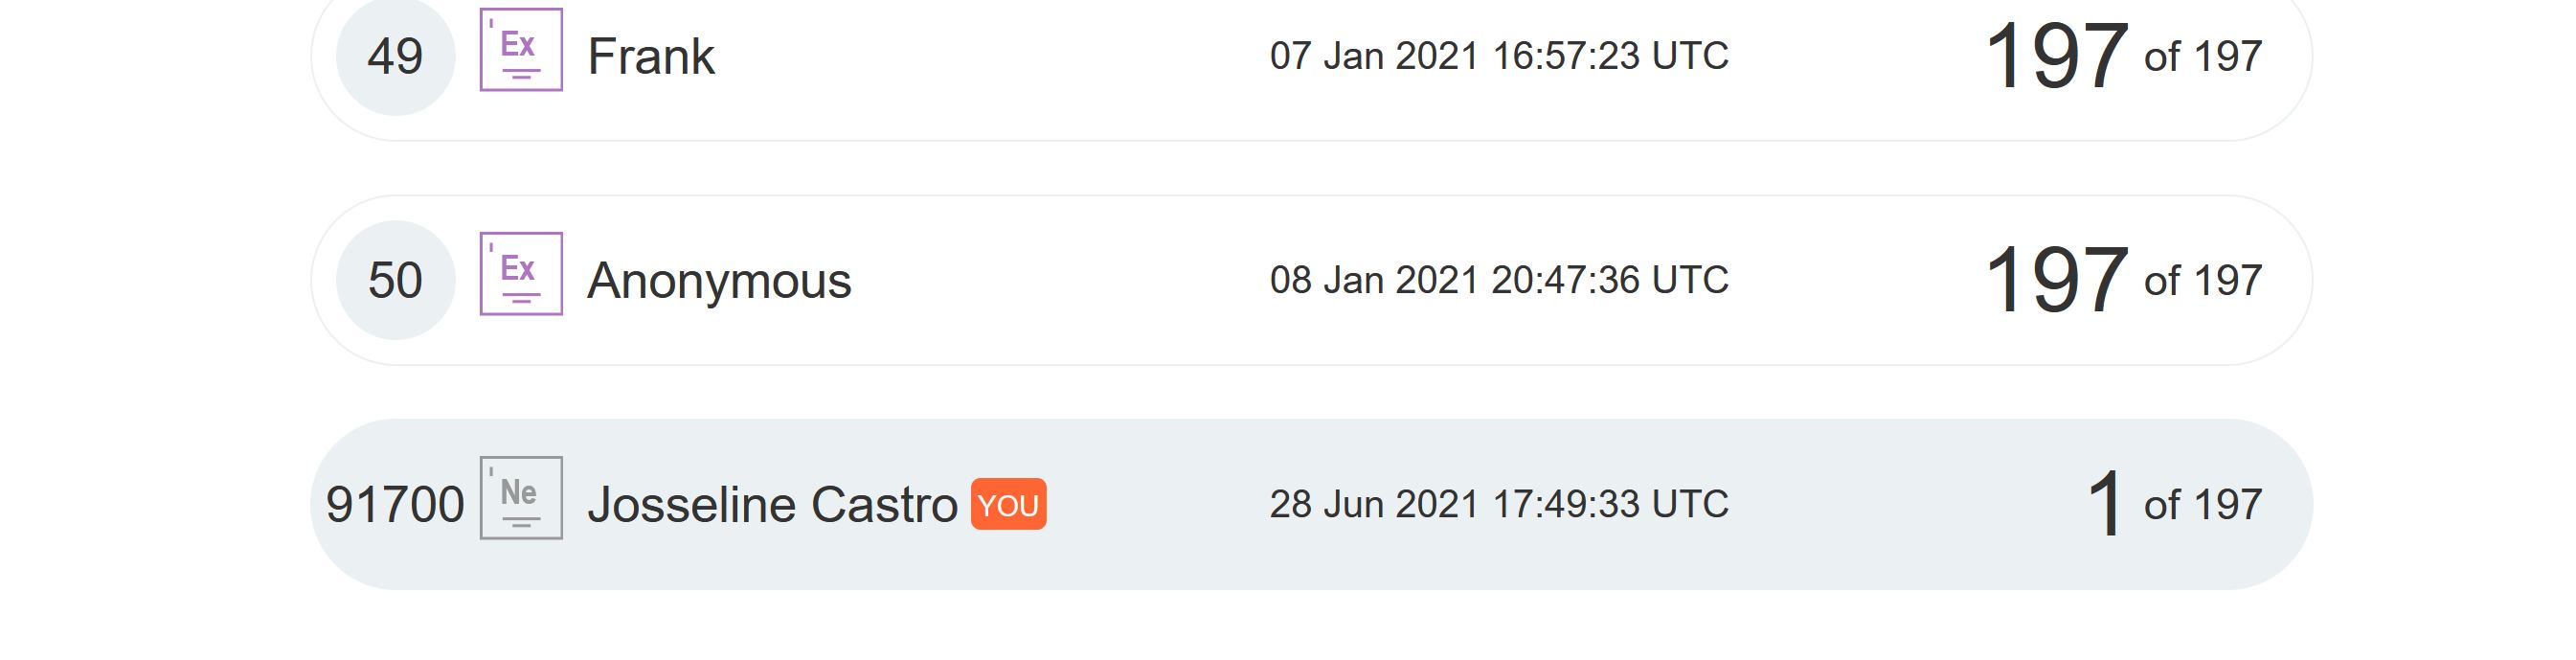 49 'Ex Frank 07 Jan 2021 16:57:23 UTC 197 of 197
50 'Ex Anonymous 08 Jan 2021 20:47:36 UTC 197 of 197
91700 'Ne Josseline Castro YOU 28 Jun 2021 17:49:33 UTC 1 of 197